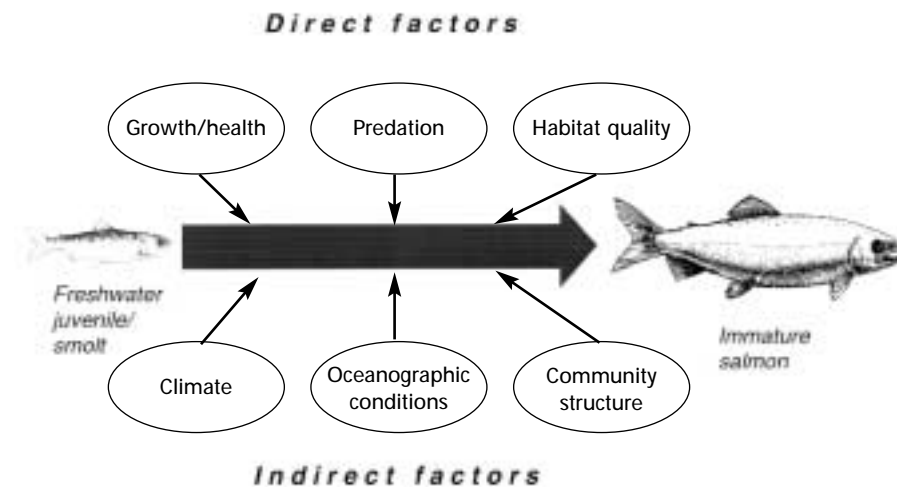 Direct factors
Growth/health
Predation
Habitat quality
Freshwater
juvenile/
smolt
Immature
salmon
Climate
Oceanographic
conditions
Community
structure
Indirect factors